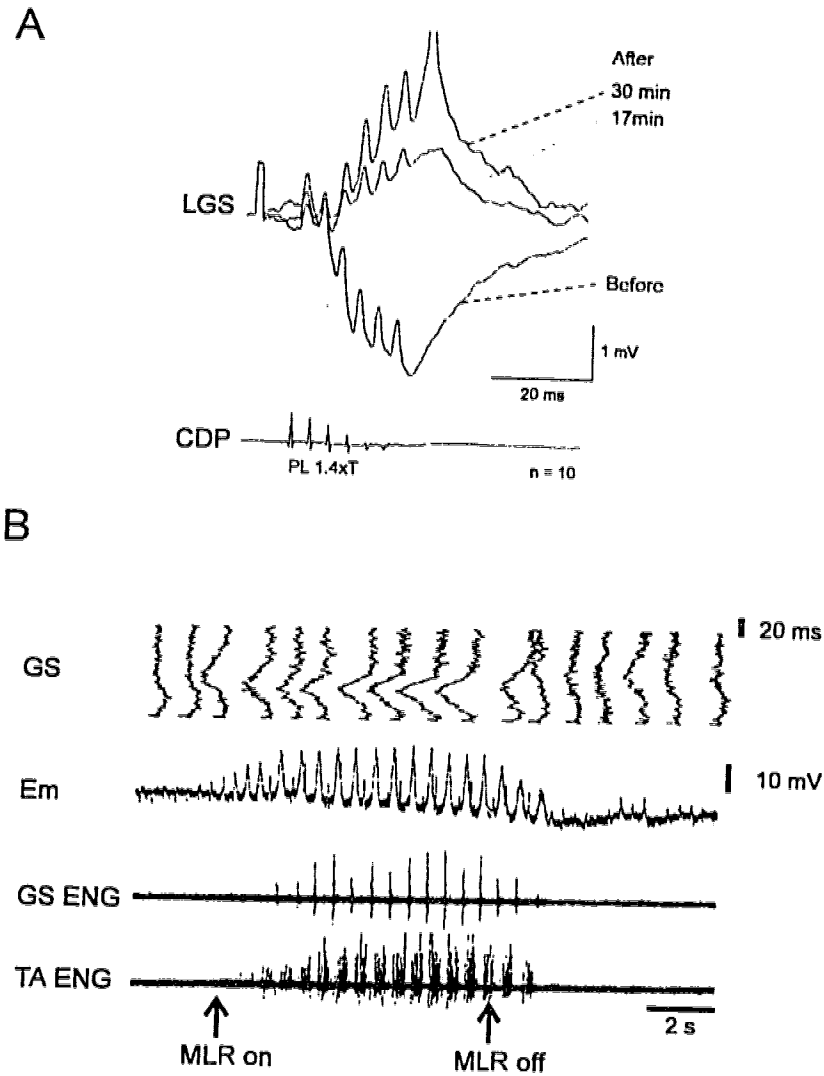 A
After
30 min
17min
LGS
Before
1 mV
20 ms
CDP
PL 1.4xT
n = 10
B
20 ms
GS
Em
10 mV
GS ENG
TA ENG
2 s
MLR on
MLR off